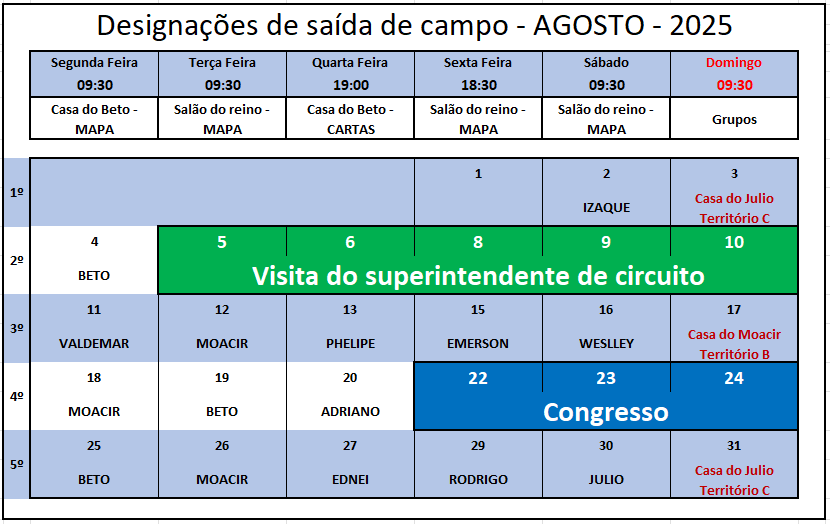 Designações de saída de campo - AGOSTO - 2025
Segunda Feira Terça Feira Quarta Feira Sexta Feira Sábado Domingo
09:30 09:30 19:00 18:30 09:30 09:30
Casa do Beto - MAPA
Salão do reino - MAPA
Casa do Beto - CARTAS
Salão do reino - MAPA
Salão do reino - MAPA
Grupos
1º
1 2 3
IZAQUE
Casa do Julio
Território C
2º
4 5 6 8 9 10
BETO
Visita do superintendente de circuito
3º
11 12 13 15 16 17
VALDEMAR MOACIR PHELIPE EMERSON WESLLEY
Casa do Moacir
Território B
4º
18 19 20 22 23 24
MOACIR BETO ADRIANO
Congresso
5º
25 26 27 29 30 31
BETO MOACIR EDNEI RODRIGO JULIO
Casa do Julio
Território C